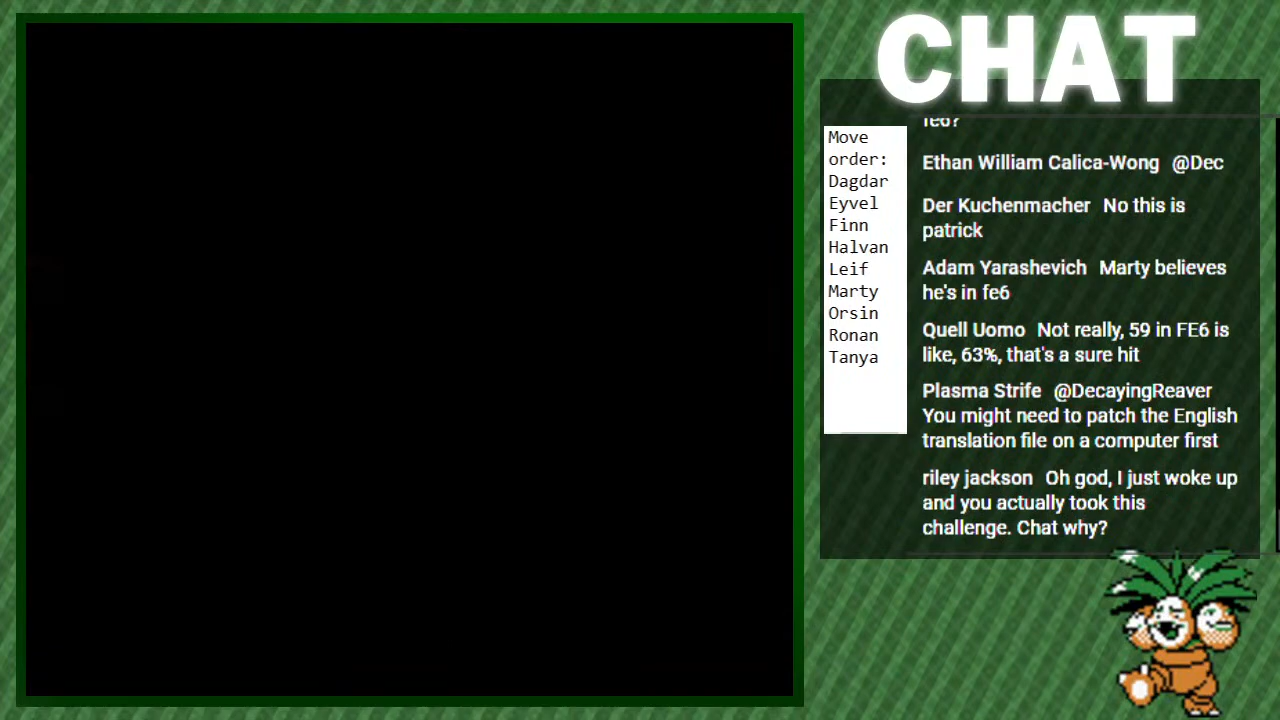 CHAT
Move
order:
Dagdar
Eyvel
Finn
Halvan
Leif
Marty
Orsin
Ronan
Tanya
fe6?
Ethan William Calica-Wong @Dec
Der Kuchenmacher No this is
patrick
Adam Yarashevich Marty believes
he's in fe6
Quell Uomo Not really, 59 in FE6 is
like, 63%, that's a sure hit
Plasma Strife @DecayingReaver
You might need to patch the English
translation file on a computer first
riley jackson Oh god, I just woke up
and you actually took this
challenge. Chat why?